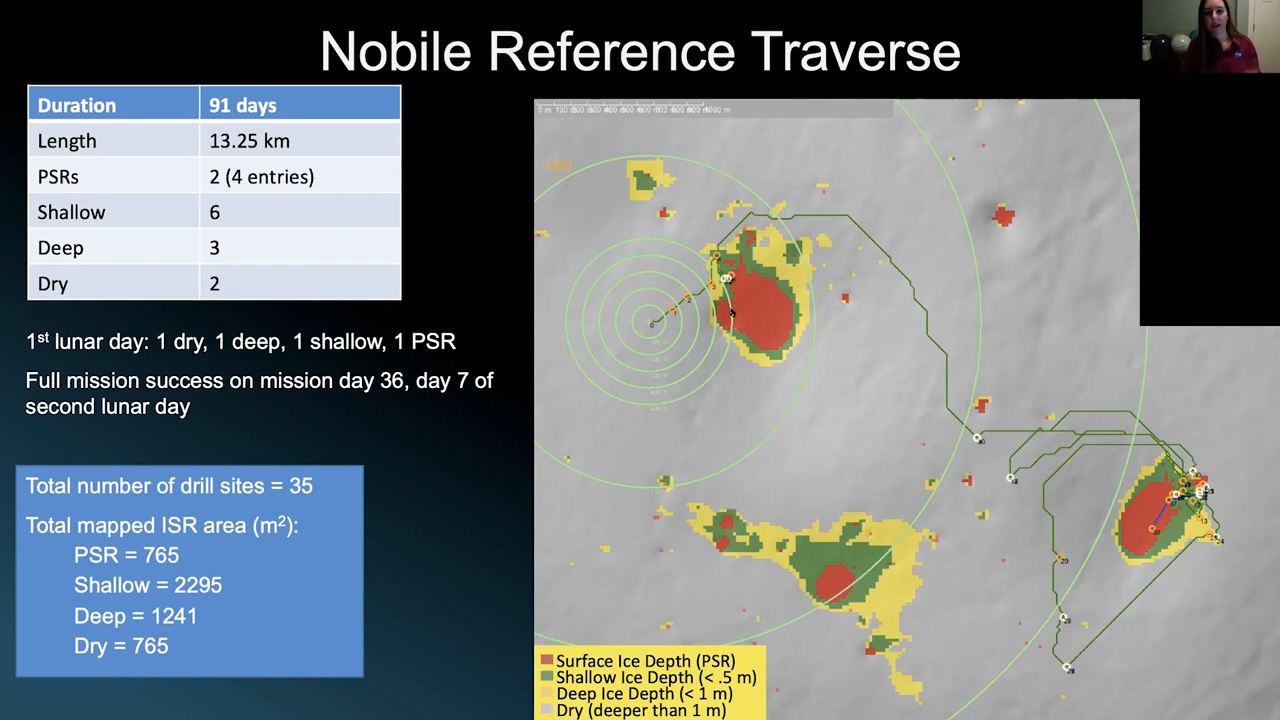 Nobile Reference Traverse
Duration 91 days
Length 13.25 km
PSRs 2 (4 entries)
Shallow 6
Deep 3
Dry 2
1st lunar day: 1 dry, 1 deep, 1 shallow, 1 PSR
Full mission success on mission day 36, day 7 of
second lunar day
Total number of drill sites = 35
Total mapped ISR area (m²):
PSR = 765
Shallow = 2295
Deep = 1241
Dry = 765
Surface Ice Depth (PSR)
Shallow Ice Depth (< .5 m)
Deep Ice Depth (< 1 m)
Dry (deeper than 1 m)